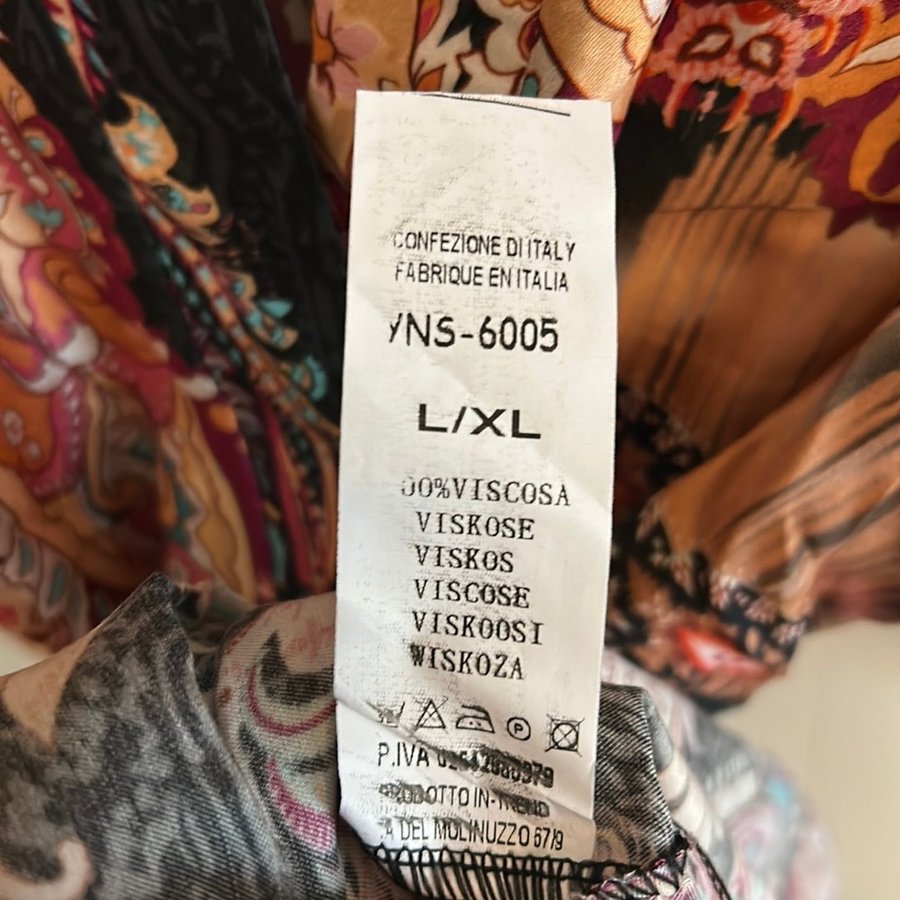 CONFEZIONE DI ITALY
FABRIQUE EN ITALIA
YNS-6005
L/XL
00%VISCOSA
VISKOSE
VISKOS
VISCOSE
VISKOOSI
WISKOZA
P
P.IVA
PRODOTTO IN-TREND
A DEL MOLINUZZO 67/9